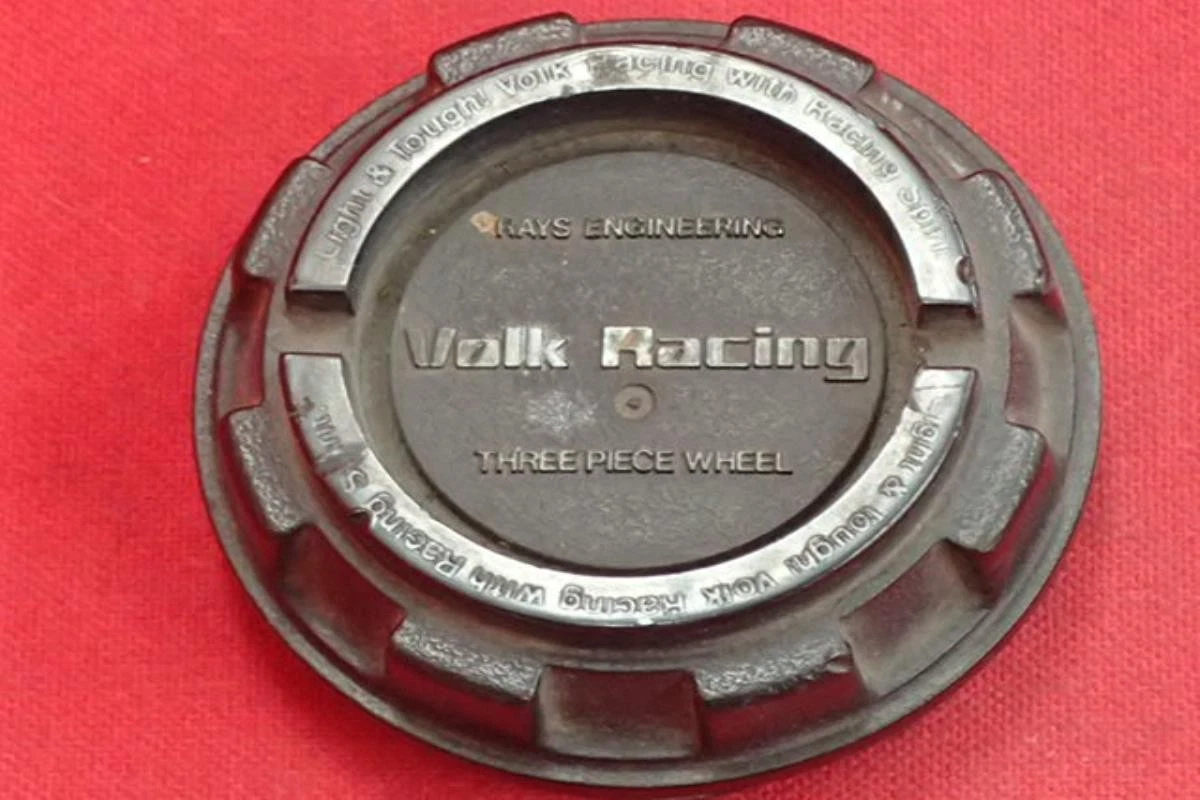 Light & Tough! Volk Racing with Racing Spirit
RAYS ENGINEERING
Volk Racing
THREE PIECE WHEEL
Light & Tough! Volk Racing with Racing S